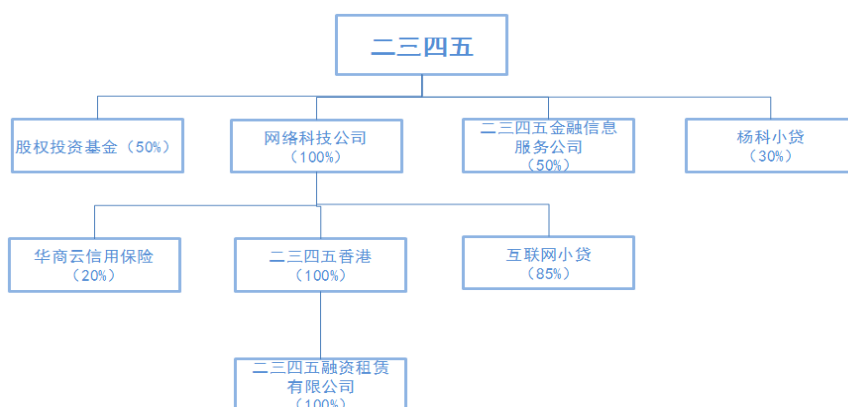 二三四五
股权投资基金（50%）
网络科技公司
（100%）
二三四五金融信息
服务公司
（50%）
杨科小贷
（30%）
华商云信用保险
（20%）
二三四五香港
（100%）
互联网小贷
（85%）
二三四五融资租赁
有限公司
（100%）